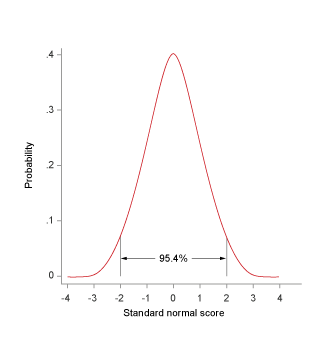 .4
.3
.2
.1
0
Probability
95.4%
-4 -3 -2 -1 0 1 2 3 4
Standard normal score